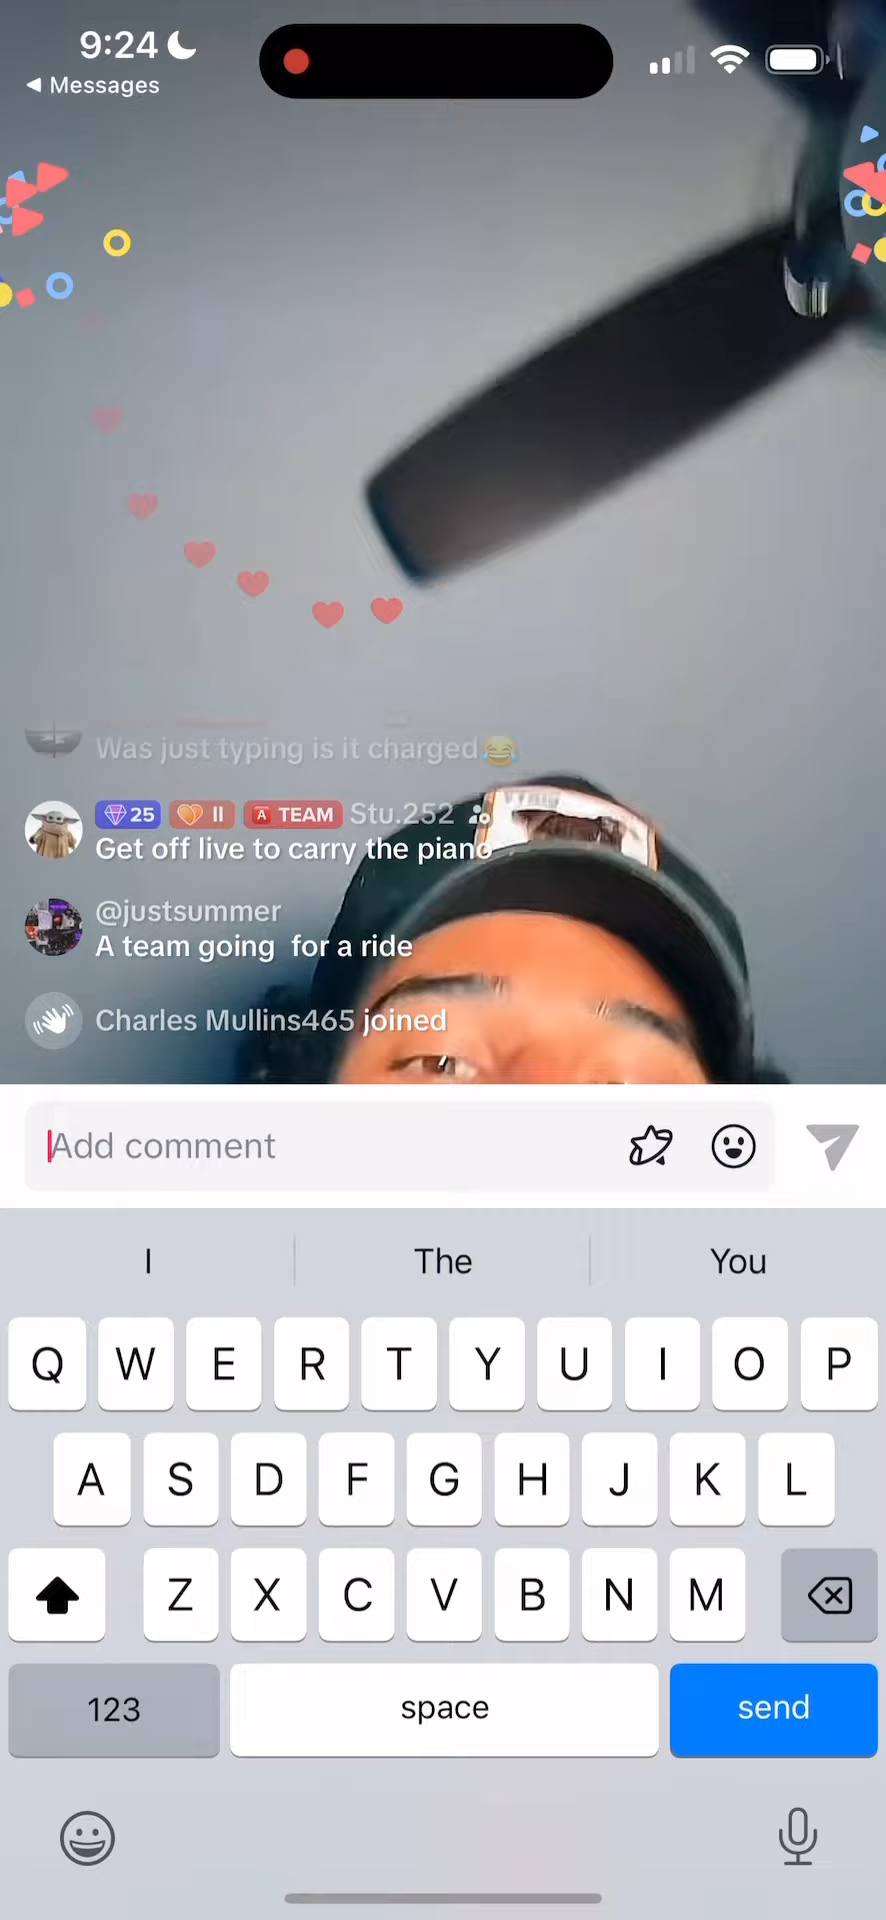 9:24
Messages
Was just typing is it charged😂
25 II A TEAM Stu.252
Get off live to carry the piano
@justsummer
A team going for a ride
Charles Mullins465 joined
Add comment
I The You
Q W E R T Y U I O P
A S D F G H J K L
Z X C V B N M
123 space send